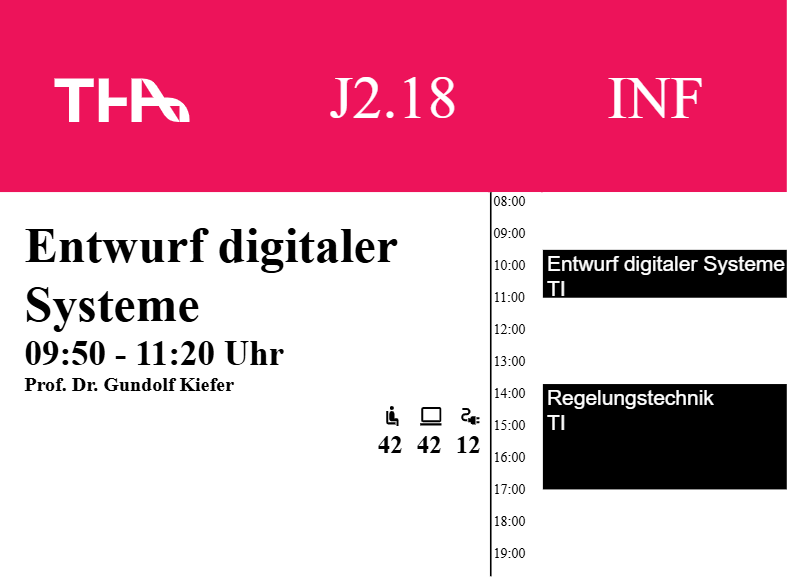 THA
J2.18
INF
Entwurf digitaler
Systeme
09:50 - 11:20 Uhr
Prof. Dr. Gundolf Kiefer
42 42 12
08:00
09:00
10:00
11:00
12:00
13:00
14:00
15:00
16:00
17:00
18:00
19:00
Entwurf digitaler Systeme
TI
Regelungstechnik
TI